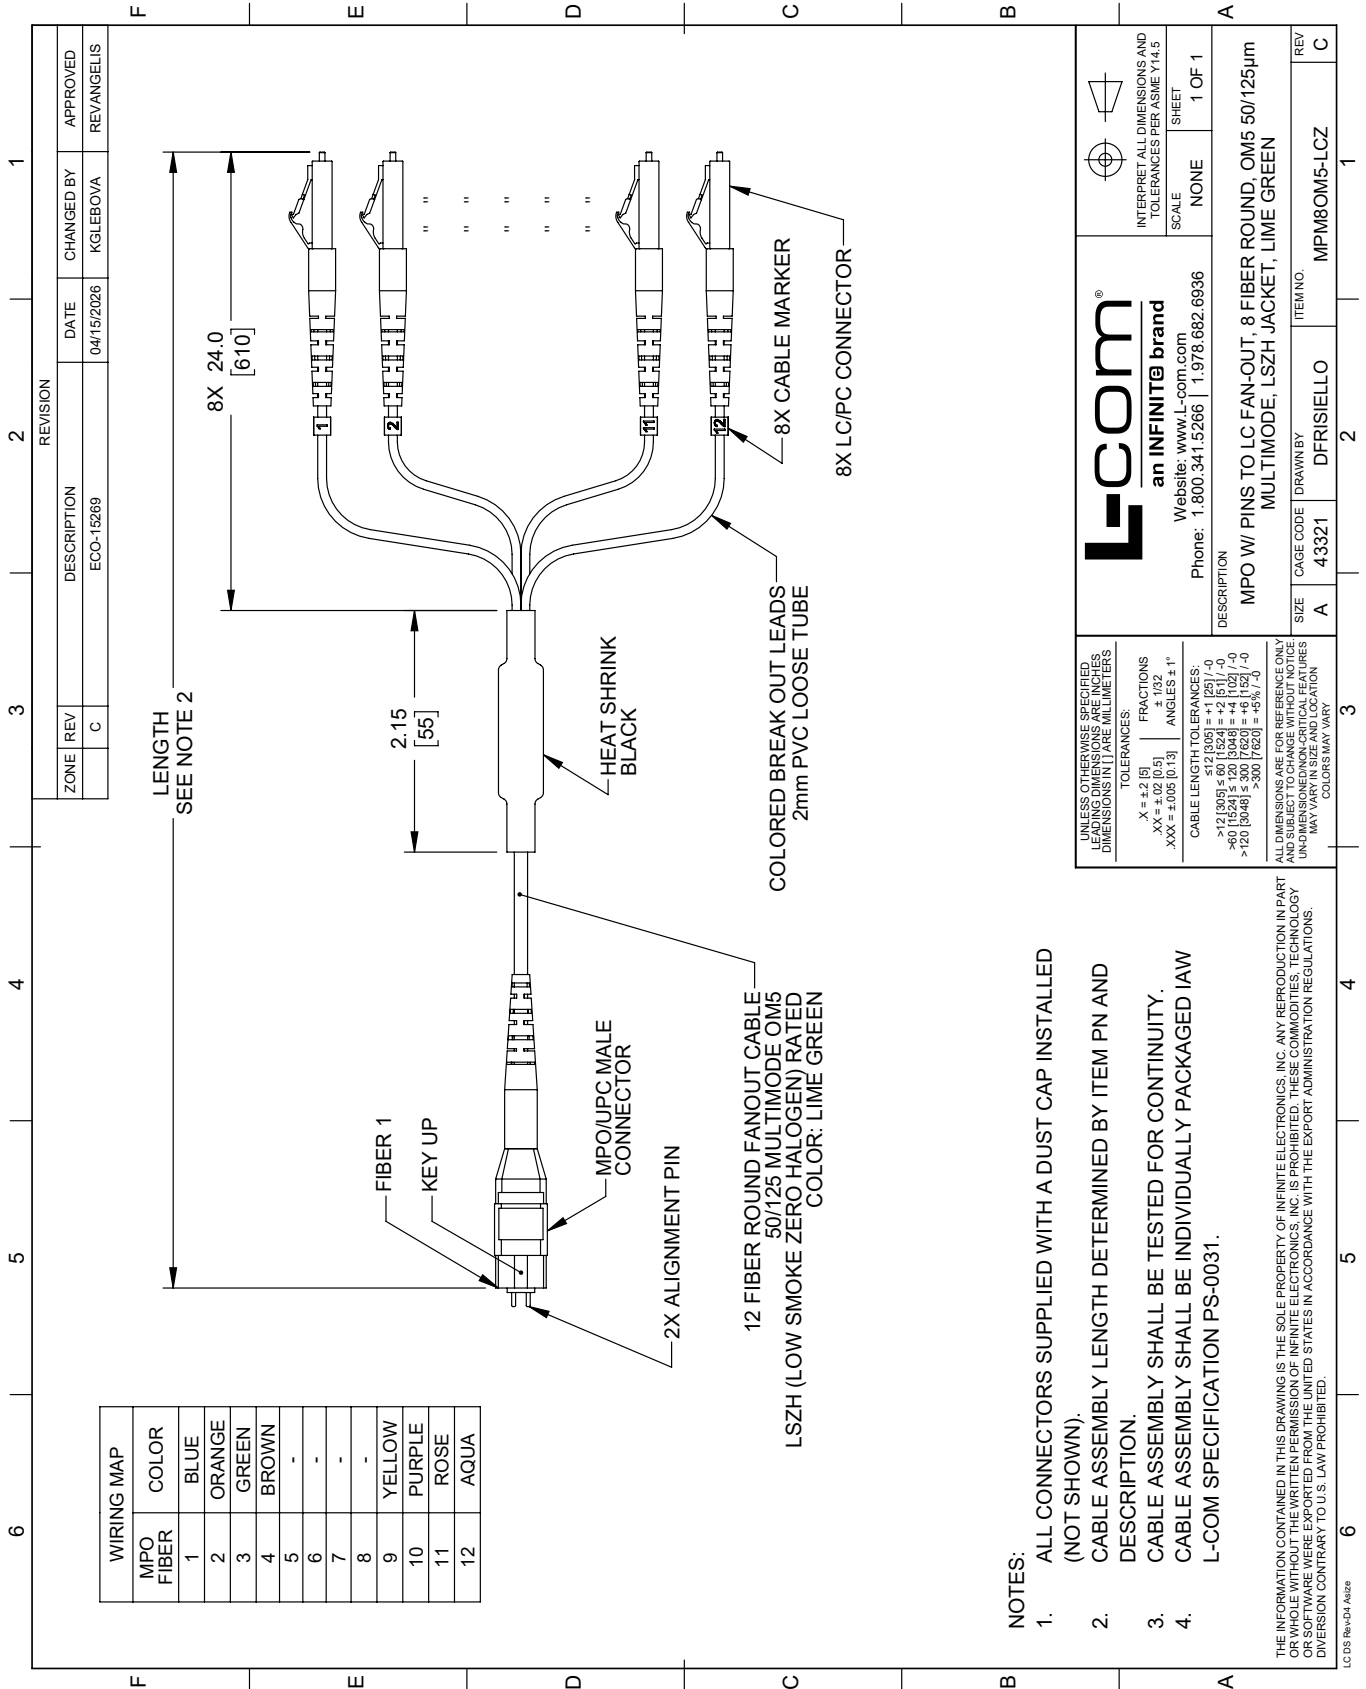 6
5
4
3
2
1
F
E
D
C
B
A
REVISION
ZONE REV DESCRIPTION DATE CHANGED BY APPROVED
C ECO-15269 04/15/2026 KGLEBOVA REVANGELIS
WIRING MAP
MPO FIBER COLOR
1 BLUE
2 ORANGE
3 GREEN
4 BROWN
5 -
6 -
7 -
8 -
9 YELLOW
10 PURPLE
11 ROSE
12 AQUA
LENGTH
SEE NOTE 2
8X 24.0
[610]
2.15
[55]
FIBER 1
KEY UP
MPO/UPC MALE
CONNECTOR
2X ALIGNMENT PIN
12 FIBER ROUND FANOUT CABLE
50/125 MULTIMODE OM5
LSZH (LOW SMOKE ZERO HALOGEN) RATED
COLOR: LIME GREEN
HEAT SHRINK
BLACK
COLORED BREAK OUT LEADS
2mm PVC LOOSE TUBE
1
2
" "
" "
" "
" "
" "
11
12
8X CABLE MARKER
8X LC/PC CONNECTOR
NOTES:
1. ALL CONNECTORS SUPPLIED WITH A DUST CAP INSTALLED
(NOT SHOWN).
2. CABLE ASSEMBLY LENGTH DETERMINED BY ITEM PN AND
DESCRIPTION.
3. CABLE ASSEMBLY SHALL BE TESTED FOR CONTINUITY.
4. CABLE ASSEMBLY SHALL BE INDIVIDUALLY PACKAGED IAW
L-COM SPECIFICATION PS-0031.
THE INFORMATION CONTAINED IN THIS DRAWING IS THE SOLE PROPERTY OF INFINITE ELECTRONICS, INC. ANY REPRODUCTION IN PART
OR WHOLE WITHOUT THE WRITTEN PERMISSION OF INFINITE ELECTRONICS, INC. IS PROHIBITED. THESE COMMODITIES, TECHNOLOGY
OR SOFTWARE WERE EXPORTED FROM THE UNITED STATES IN ACCORDANCE WITH THE EXPORT ADMINISTRATION REGULATIONS.
DIVERSION CONTRARY TO U.S. LAW PROHIBITED.
UNLESS OTHERWISE SPECIFIED
LEADING DIMENSIONS ARE INCHES
DIMENSIONS IN [ ] ARE MILLIMETERS
TOLERANCES:
.X = ±.2 [5] FRACTIONS
.XX = ±.02 [0.5] ± 1/32
.XXX = ±.005 [0.13] ANGLES ± 1°
CABLE LENGTH TOLERANCES:
≤12 [305] = +1 [25] / -0
>12 [305] ≤ 60 [1524] = +2 [51] / -0
>60 [1524] ≤ 120 [3048] = +4 [102] / -0
>120 [3048] ≤ 300 [7620] = +6 [152] / -0
>300 [7620] = +5% / -0
ALL DIMENSIONS ARE FOR REFERENCE ONLY
AND SUBJECT TO CHANGE WITHOUT NOTICE.
UN-DIMENSIONED/NON-CRITICAL FEATURES
MAY VARY IN SIZE AND LOCATION
COLORS MAY VARY
L-com®
an INFINITe brand
Website: www.L-com.com
Phone: 1.800.341.5266 | 1.978.682.6936
INTERPRET ALL DIMENSIONS AND
TOLERANCES PER ASME Y14.5
SCALE NONE
SHEET 1 OF 1
DESCRIPTION
MPO W/ PINS TO LC FAN-OUT, 8 FIBER ROUND, OM5 50/125µm
MULTIMODE, LSZH JACKET, LIME GREEN
SIZE A
CAGE CODE 43321
DRAWN BY DFRISIELLO
ITEM NO. MPM8OM5-LCZ
REV C
F
E
D
C
B
A
6
5
4
3
2
1
LC DS Rev-D4 Asize